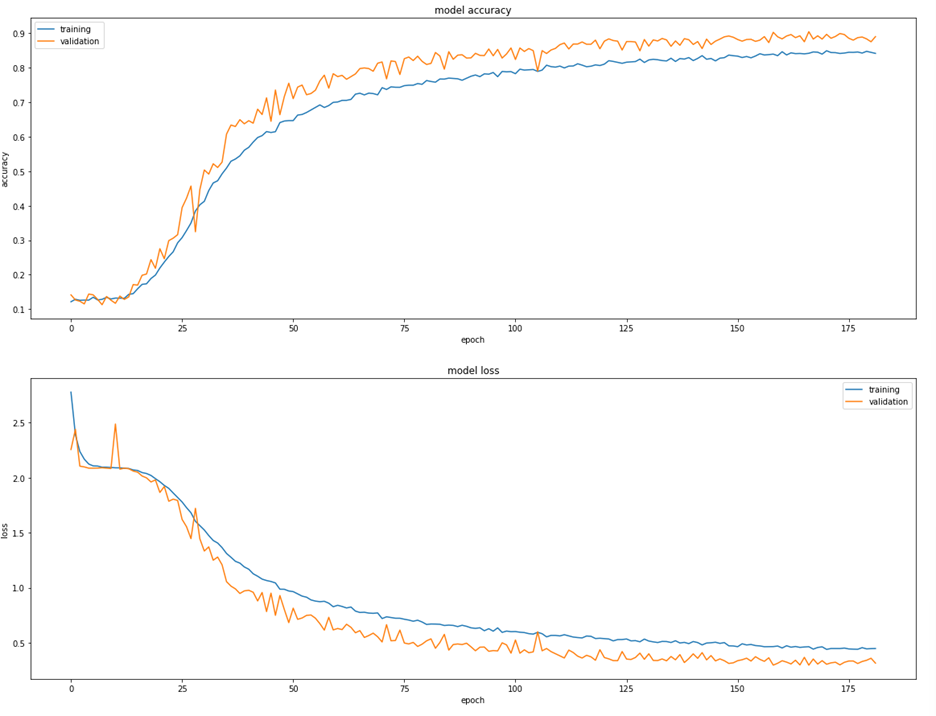 model accuracy
training
validation
0.9
0.8
0.7
0.6
0.5
0.4
0.3
0.2
0.1
accuracy
0 25 50 75 100 125 150 175
epoch
model loss
training
validation
2.5
2.0
1.5
1.0
0.5
loss
0 25 50 75 100 125 150 175
epoch